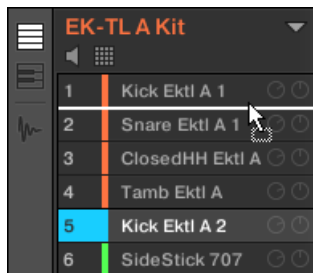 EK-TL A Kit
1 Kick Ektl A 1
2 Snare Ektl A 1
3 ClosedHH Ektl A
4 Tamb Ektl A
5 Kick Ektl A 2
6 SideStick 707